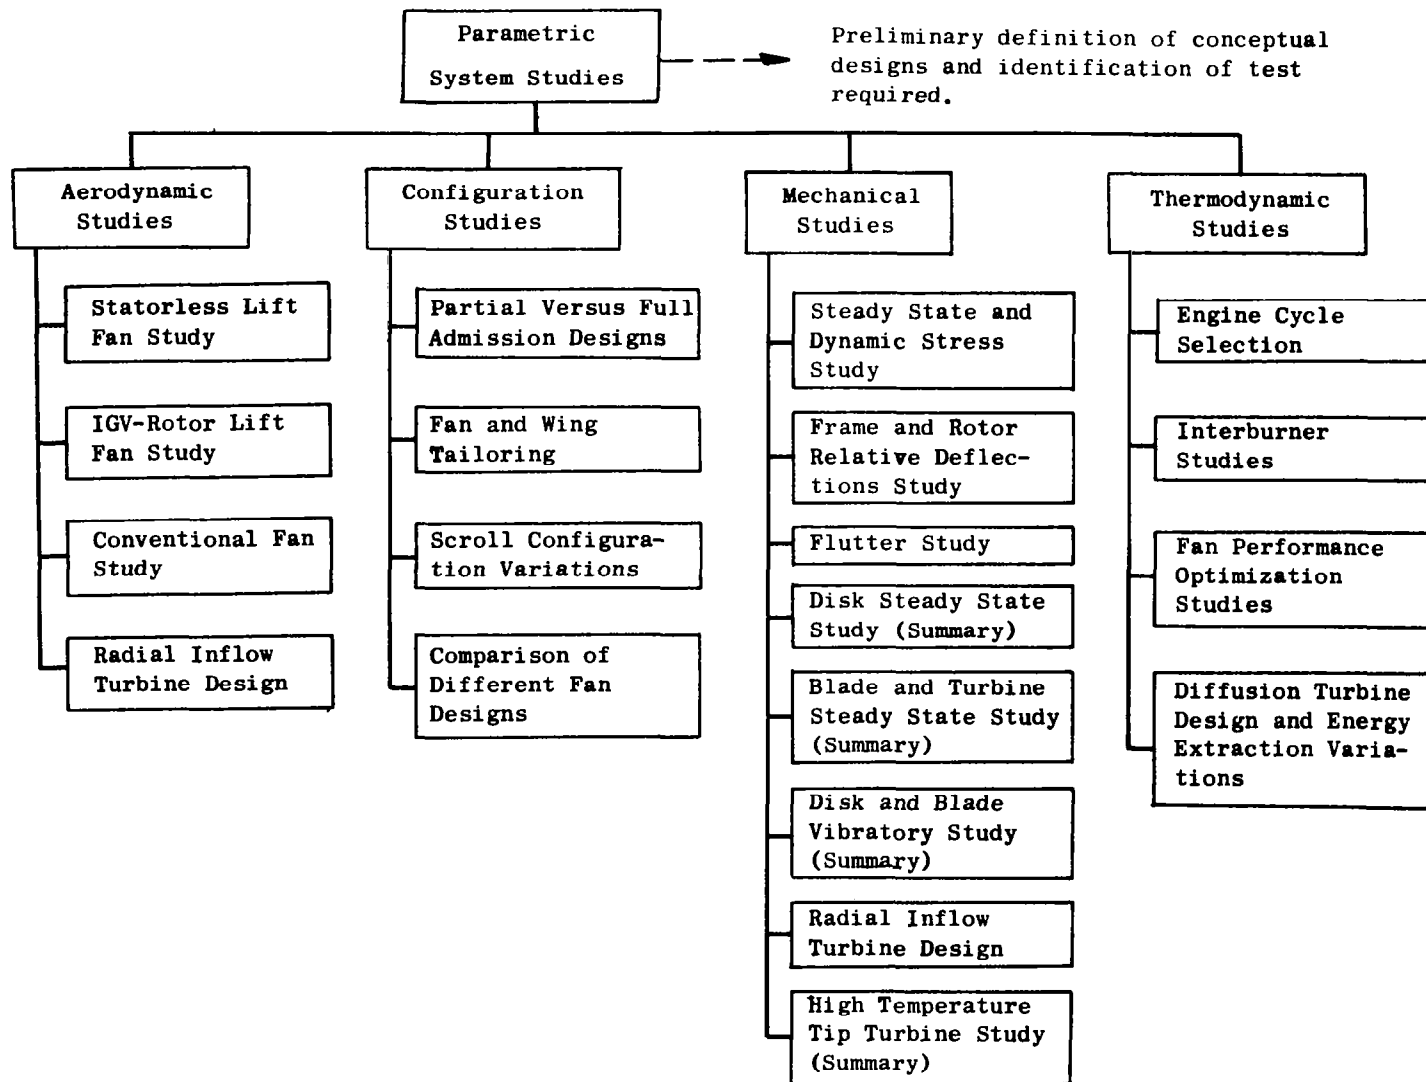 Parametric
System Studies
Preliminary definition of conceptual
designs and identification of test
required.
Aerodynamic
Studies
Statorless Lift
Fan Study
IGV-Rotor Lift
Fan Study
Conventional Fan
Study
Radial Inflow
Turbine Design
Configuration
Studies
Partial Versus Full
Admission Designs
Fan and Wing
Tailoring
Scroll Configura-
tion Variations
Comparison of
Different Fan
Designs
Mechanical
Studies
Steady State and
Dynamic Stress
Study
Frame and Rotor
Relative Deflec-
tions Study
Flutter Study
Disk Steady State
Study (Summary)
Blade and Turbine
Steady State Study
(Summary)
Disk and Blade
Vibratory Study
(Summary)
Radial Inflow
Turbine Design
High Temperature
Tip Turbine Study
(Summary)
Thermodynamic
Studies
Engine Cycle
Selection
Interburner
Studies
Fan Performance
Optimization
Studies
Diffusion Turbine
Design and Energy
Extraction Varia-
tions